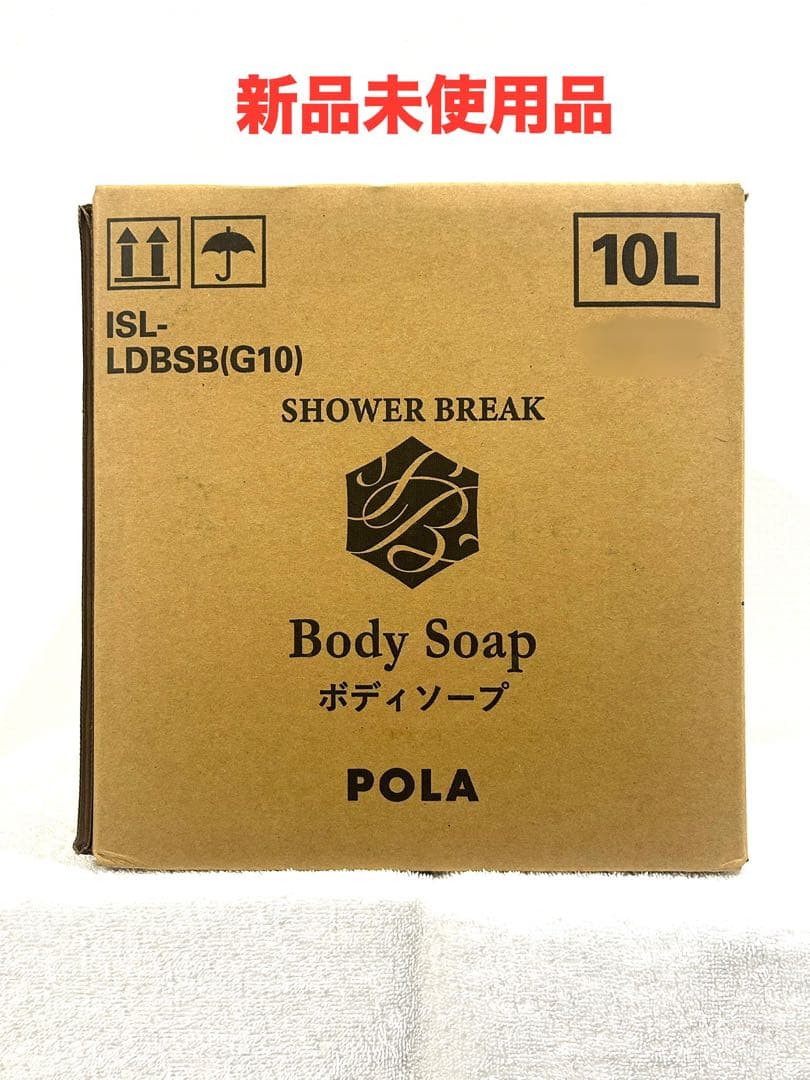 新品未使用品
10L
ISL-
LDBSB(G10)
SHOWER BREAK
SB
Body Soap
ボディソープ
POLA